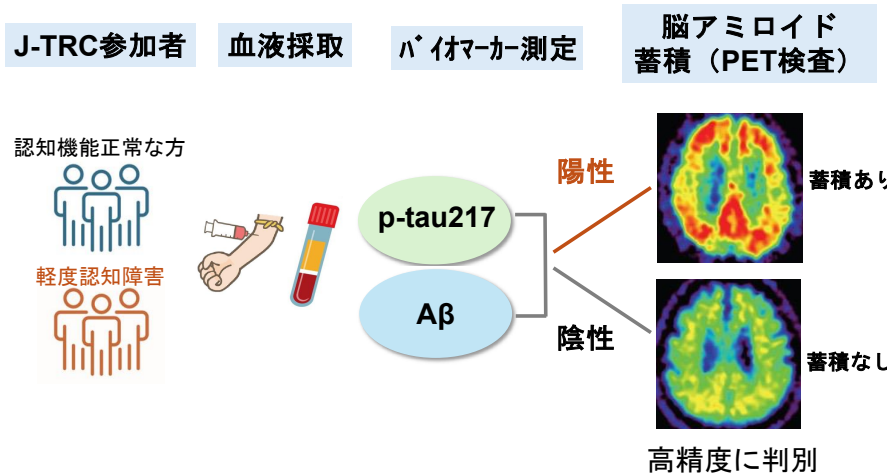 J-TRC参加者
血液採取
バイオマーカー測定
脳アミロイド
蓄積（PET検査）
認知機能正常な方
軽度認知障害
p-tau217
Aβ
陽性
陰性
蓄積あり
蓄積なし
高精度に判別